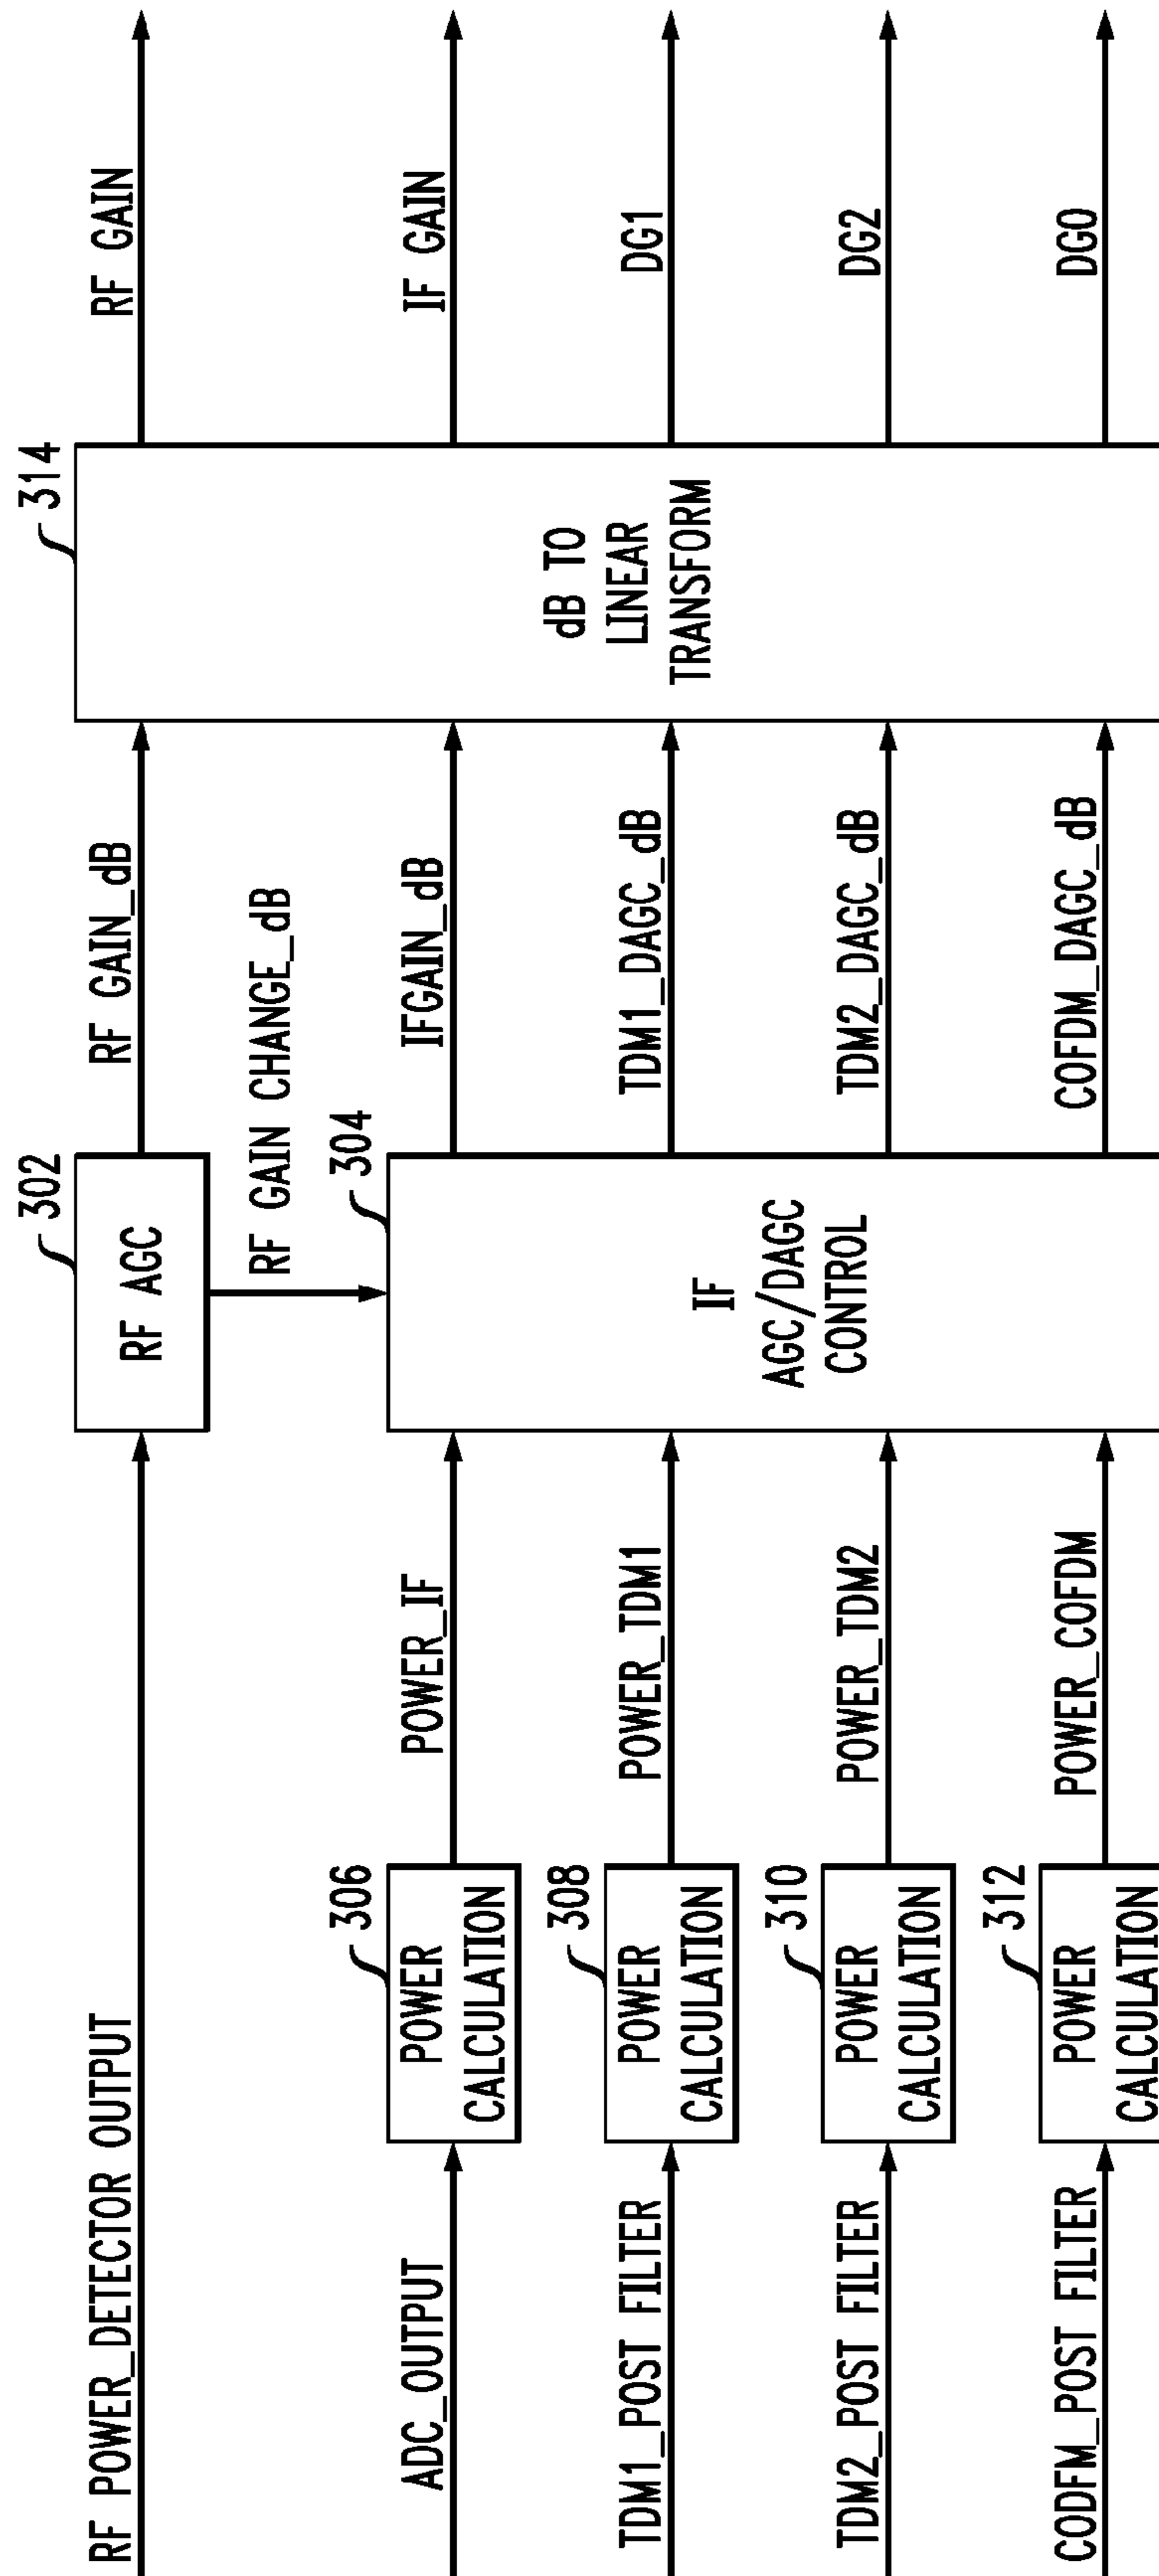 RF POWER_DETECTOR OUTPUT
302
RF AGC
RF GAIN_dB
314
RF GAIN
RF GAIN CHANGE_dB
ADC_OUTPUT
306
POWER
CALCULATION
POWER_IF
304
IF
AGC/DAGC
CONTROL
IFGAIN_dB
dB TO
LINEAR
TRANSFORM
IF GAIN
TDM1_POST FILTER
308
POWER
CALCULATION
POWER_TDM1
TDM1_DAGC_dB
DG1
TDM2_POST FILTER
310
POWER
CALCULATION
POWER_TDM2
TDM2_DAGC_dB
DG2
CODFM_POST FILTER
312
POWER
CALCULATION
POWER_COFDM
COFDM_DAGC_dB
DG0